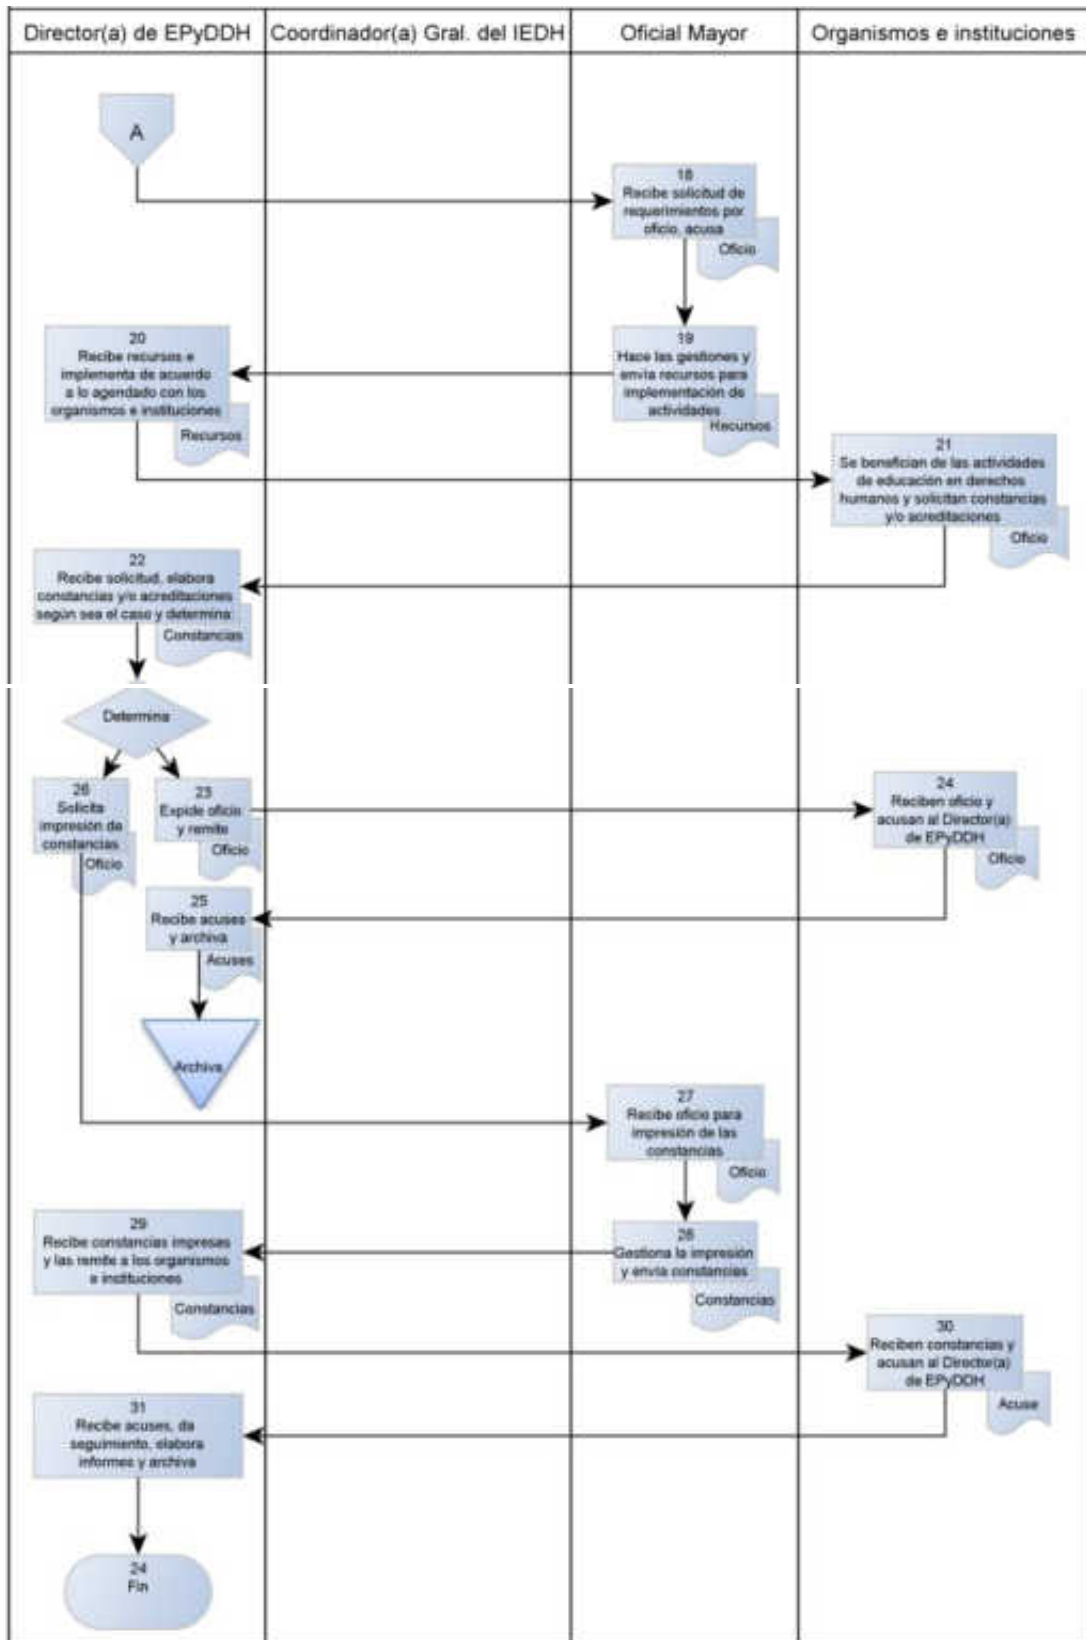 Director(a) de EPyDDH
Coordinador(a) Gral. del IEDH
Oficial Mayor
Organismos e instituciones
A
18
Recibe solicitud de
requerimientos por
oficio, acusa
Oficio
20
Recibe recursos e
implementa de acuerdo
a lo agendado con los
organismos e instituciones
Recursos
19
Hace las gestiones y
envía recursos para
implementación de
actividades
Recursos
21
Se benefician de las actividades
de educación en derechos
humanos y solicitan constancias
y/o acreditaciones
Oficio
22
Recibe solicitud, elabora
constancias y/o acreditaciones
según sea el caso y determina
Constancias
Determina
26
Solicita
impresión de
constancias
Oficio
23
Expide oficio
y remite
Oficio
24
Reciben oficio y
acusan al Director(a)
de EPyDDH
Oficio
25
Recibe acuses
y archiva
Acuses
Archiva
27
Recibe oficio para
impresión de las
constancias
Oficio
29
Recibe constancias impresas
y las remite a los organismos
e instituciones
Constancias
28
Gestiona la impresión
y envía constancias
Constancias
30
Reciben constancias y
acusan al Director(a)
de EPyDDH
Acuse
31
Recibe acuses, da
seguimiento, elabora
informes y archiva
24
Fin